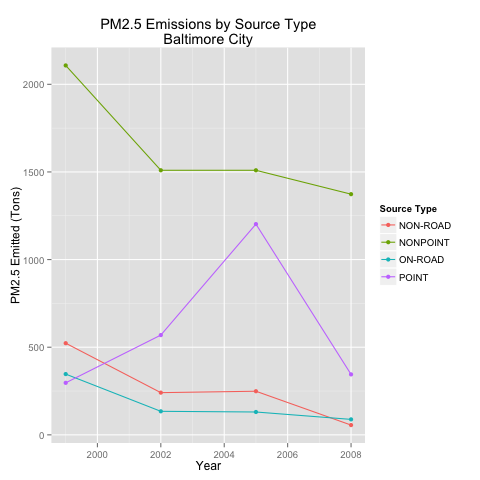 PM2.5 Emissions by Source Type
Baltimore City
PM2.5 Emitted (Tons)
2000
1500
1000
500
0
2000 2002 2004 2006 2008
Year
Source Type
NON-ROAD
NONPOINT
ON-ROAD
POINT